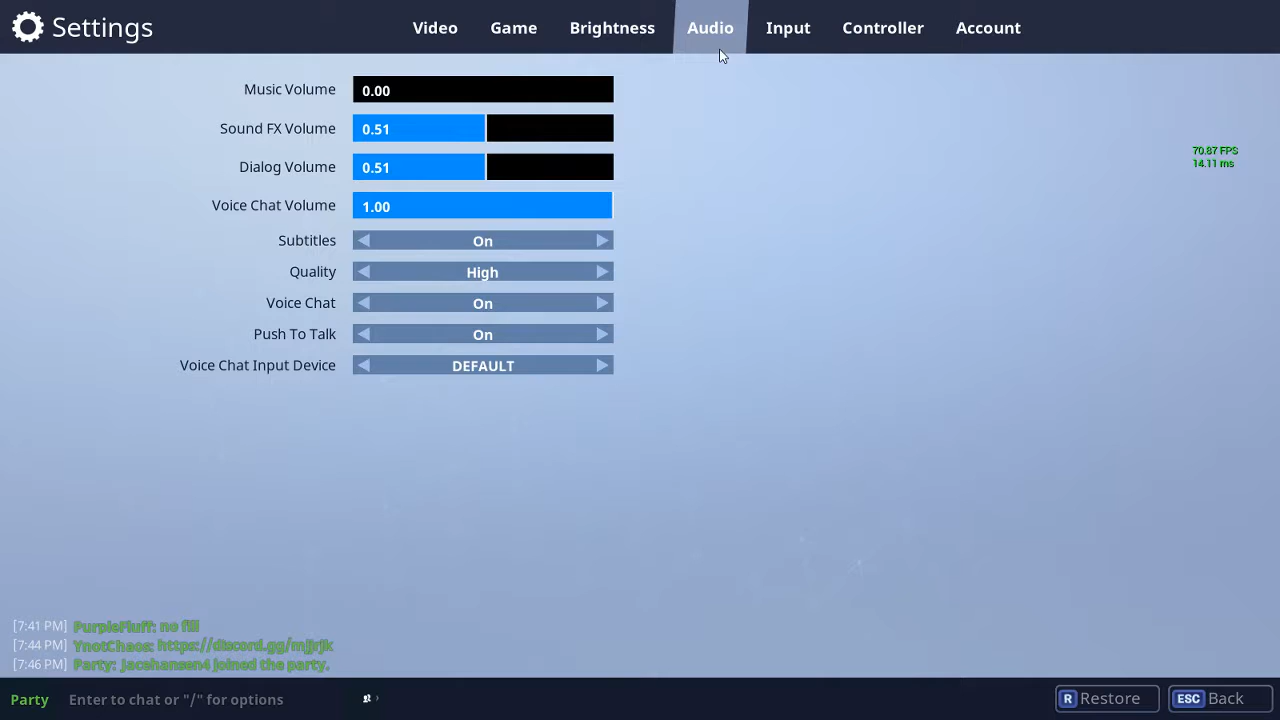 Settings Video Game Brightness Audio Input Controller Account
Music Volume 0.00
Sound FX Volume 0.51
Dialog Volume 0.51
Voice Chat Volume 1.00
Subtitles On
Quality High
Voice Chat On
Push To Talk On
Voice Chat Input Device DEFAULT
70.87 FPS
14.11 ms
[7:41 PM] PurpleFluff: no fill
[7:44 PM] YnotChaos: https://discord.gg/mjjrjk
[7:46 PM] Party: Jacehansen4 joined the party.
Party Enter to chat or "/" for options
R Restore ESC Back